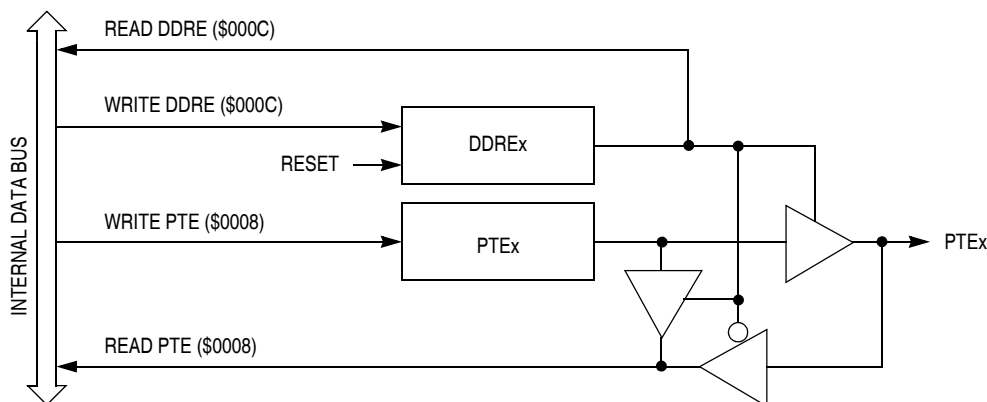 READ DDRE ($000C)
WRITE DDRE ($000C)
DDREx
RESET
WRITE PTE ($0008)
PTEx
PTEx
READ PTE ($0008)
INTERNAL DATA BUS